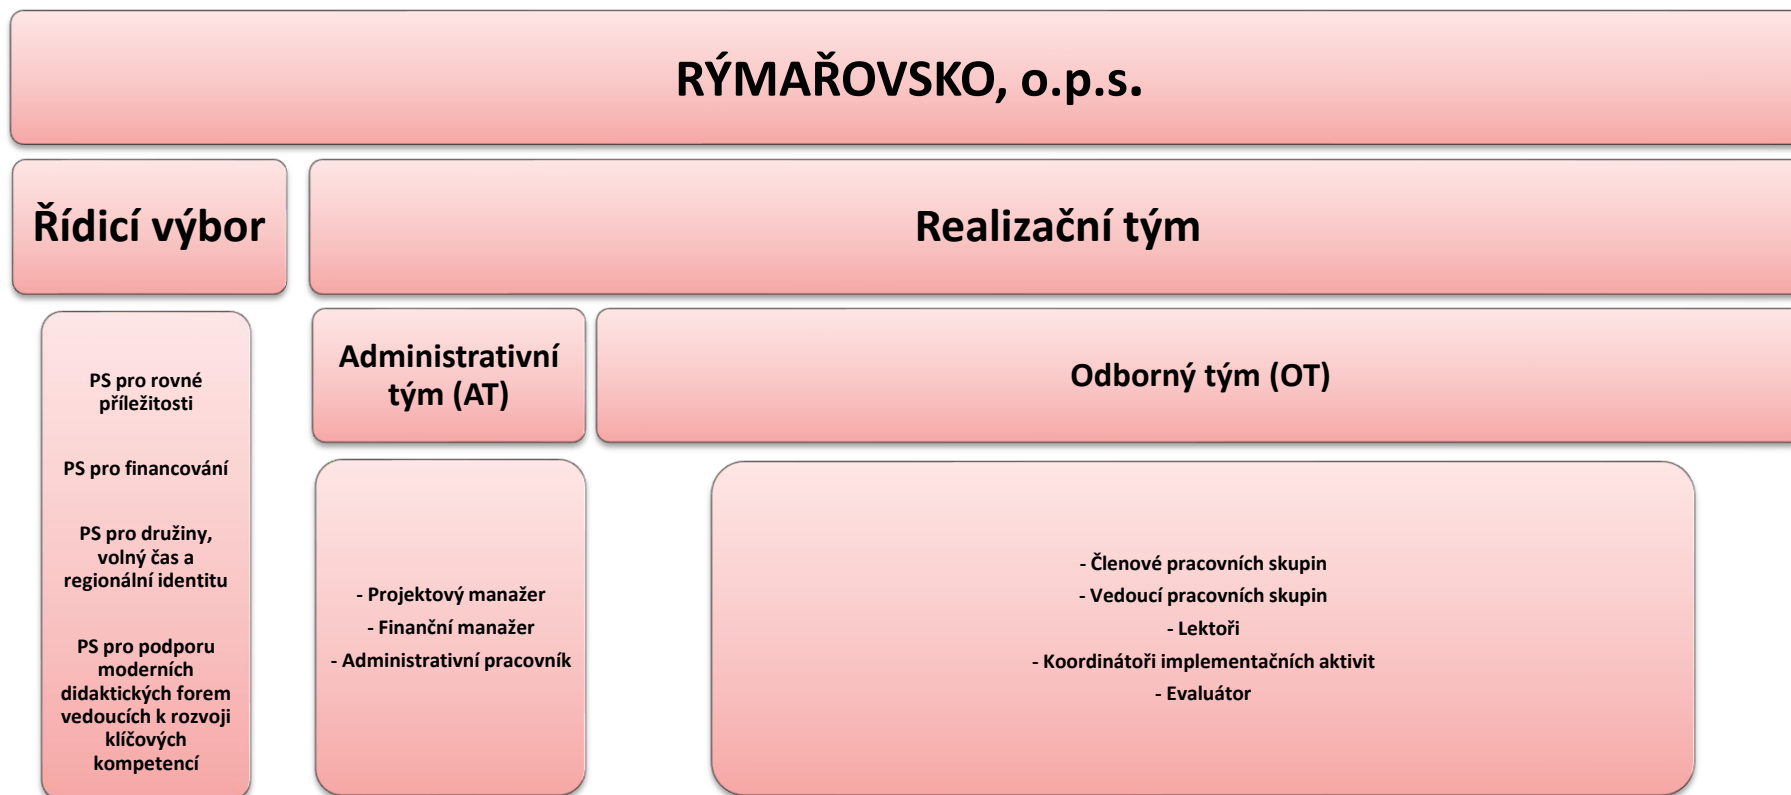 RÝMAŘOVSKO, o.p.s.
Řídicí výbor
Realizační tým
PS pro rovné
příležitosti
PS pro financování
PS pro družiny,
volný čas a
regionální identitu
PS pro podporu
moderních
didaktických forem
vedoucích k rozvoji
klíčových
kompetencí
Administrativní
tým (AT)
- Projektový manažer
- Finanční manažer
- Administrativní pracovník
Odborný tým (OT)
- Členové pracovních skupin
- Vedoucí pracovních skupin
- Lektoři
- Koordinátoři implementačních aktivit
- Evaluátor